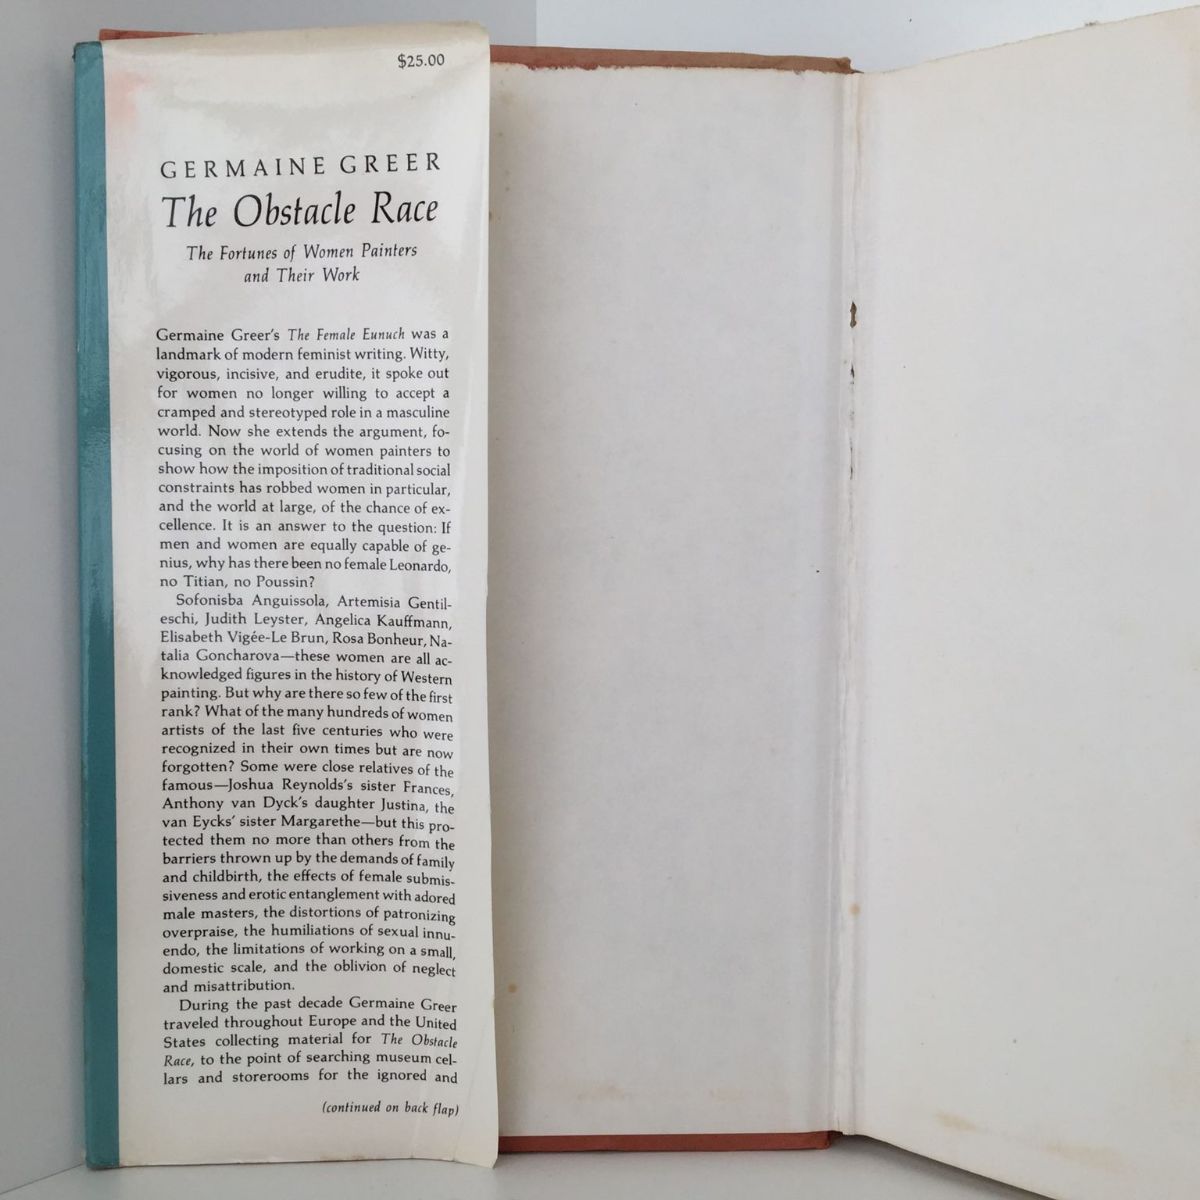 $25.00
GERMAINE GREER
The Obstacle Race
The Fortunes of Women Painters
and Their Work
Germaine Greer's The Female Eunuch was a
landmark of modern feminist writing. Witty,
vigorous, incisive, and erudite, it spoke out
for women no longer willing to accept a
cramped and stereotyped role in a masculine
world. Now she extends the argument, fo-
cusing on the world of women painters to
show how the imposition of traditional social
constraints has robbed women in particular,
and the world at large, of the chance of ex-
cellence. It is an answer to the question: If
men and women are equally capable of ge-
nius, why has there been no female Leonardo,
no Titian, no Poussin?
Sofonisba Anguissola, Artemisia Gentil-
eschi, Judith Leyster, Angelica Kauffmann,
Elisabeth Vigée-Le Brun, Rosa Bonheur, Na-
talia Goncharova—these women are all ac-
knowledged figures in the history of Western
painting. But why are there so few of the first
rank? What of the many hundreds of women
artists of the last five centuries who were
recognized in their own times but are now
forgotten? Some were close relatives of the
famous—Joshua Reynolds's sister Frances,
Anthony van Dyck's daughter Justina, the
van Eycks' sister Margarethe—but this pro-
tected them no more than others from the
barriers thrown up by the demands of family
and childbirth, the effects of female submis-
siveness and erotic entanglement with adored
male masters, the distortions of patronizing
overpraise, the humiliations of sexual innu-
endo, the limitations of working on a small,
domestic scale, and the oblivion of neglect
and misattribution.
During the past decade Germaine Greer
traveled throughout Europe and the United
States collecting material for The Obstacle
Race, to the point of searching museum cel-
lars and storerooms for the ignored and
(continued on back flap)